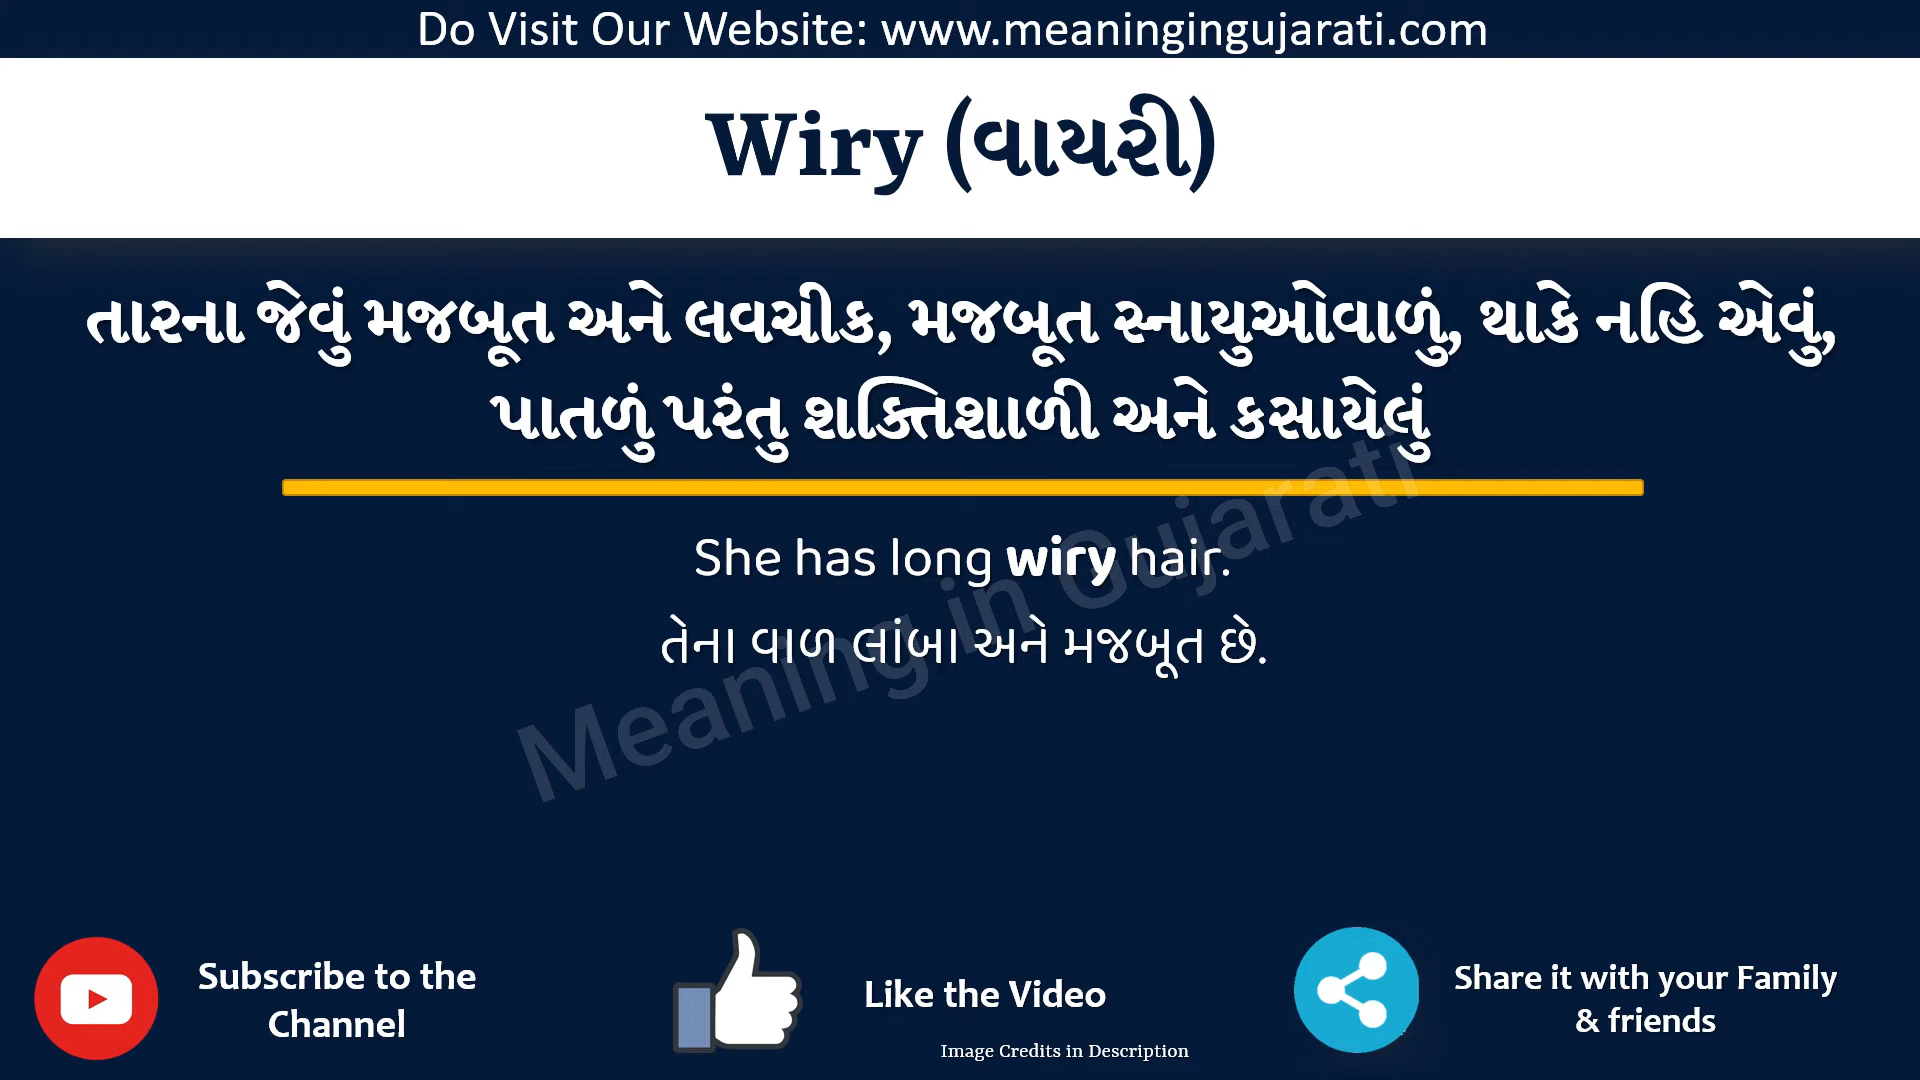 Do Visit Our Website: www.meaningingujarati.com
Wiry (વાયરી)
તારના જેવું મજબૂત અને લવચીક, મજબૂત સ્નાયુઓવાળું, થાકે નહિ એવું,
પાતળું પરંતુ શક્તિશાળી અને કસાયેલું
She has long wiry hair.
તેના વાળ લાંબા અને મજબૂત છે.
Meaning in Gujarati
Subscribe to the
Channel
Like the Video
Share it with your Family
& friends
Image Credits in Description